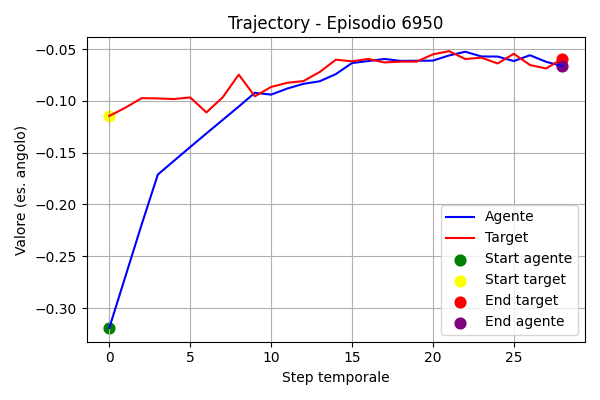 Trajectory - Episodio 6950
Valore (es. angolo)
−0.05
−0.10
−0.15
−0.20
−0.25
−0.30
Agente
Target
Start agente
Start target
End target
End agente
0 5 10 15 20 25
Step temporale